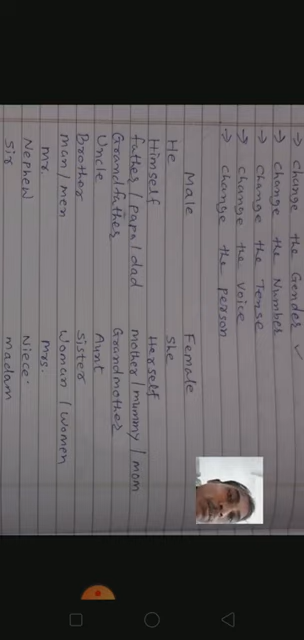 → Change the Gender ✓
→ Change the Number
→ Change the Tense
→ Change the voice
→ Change the person
Male Female
He She
Himself Herself
father / papa / dad mother / mummy / mom
Grandfather Grandmother
Uncle Aunt
Brother Sister
man / men Woman / Women
Mr. Mrs.
Nephew Niece.
Sir madam